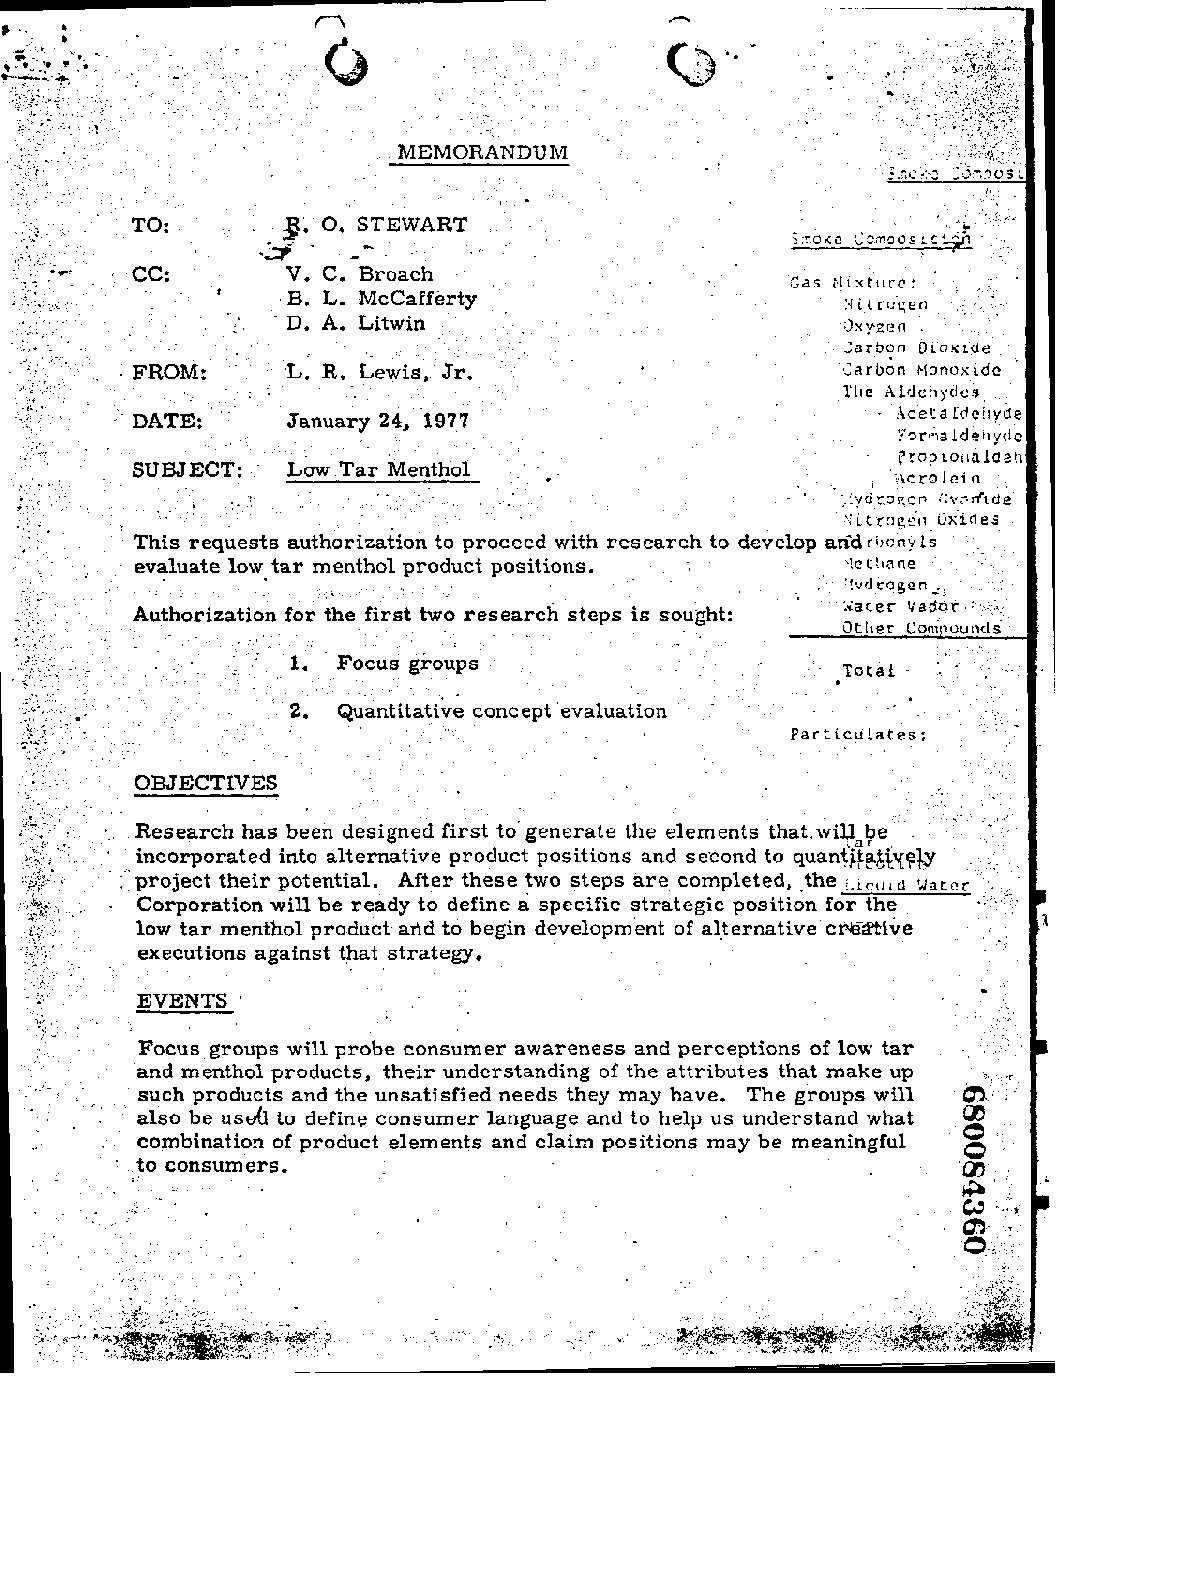 MEMORANDUM
TO: R. O. STEWART
CC: V. C. Broach
B. L. McCafferty
D. A. Litwin
FROM: L. R. Lewis, Jr.
DATE: January 24, 1977
SUBJECT: Low Tar Menthol
This requests authorization to proceed with research to develop and
evaluate low tar menthol product positions.
Authorization for the first two research steps is sought:
1. Focus groups
2. Quantitative concept evaluation
OBJECTIVES
Research has been designed first to generate the elements that will be
incorporated into alternative product positions and second to quantitatively
project their potential. After these two steps are completed, the
Corporation will be ready to define a specific strategic position for the
low tar menthol product and to begin development of alternative creative
executions against that strategy.
EVENTS
Focus groups will probe consumer awareness and perceptions of low tar
and menthol products, their understanding of the attributes that make up
such products and the unsatisfied needs they may have. The groups will
also be used to define consumer language and to help us understand what
combination of product elements and claim positions may be meaningful
to consumers.
Smoke Composition
Gas Mixture:
Nitrogen
Oxygen
Carbon Dioxide
Carbon Monoxide
The Aldehydes
Acetaldehyde
Formaldehyde
Propionaldeh
Acrolein
Hydrogen Cyanide
Nitrogen Oxides
Methane
Hydrogen
Water Vapor
Other Compounds
Total
Particulates:
Liquid Water
680084360